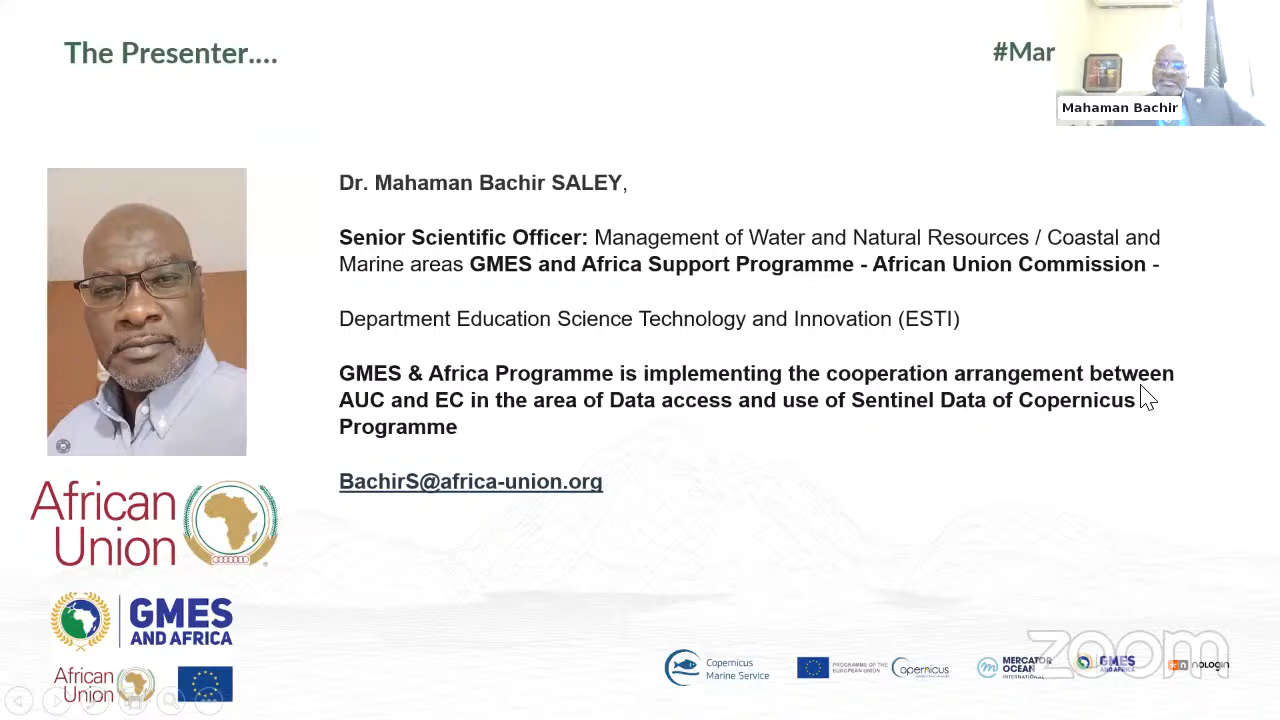 The Presenter....
#Mar
Mahaman Bachir
Dr. Mahaman Bachir SALEY,
Senior Scientific Officer: Management of Water and Natural Resources / Coastal and
Marine areas GMES and Africa Support Programme - African Union Commission -
Department Education Science Technology and Innovation (ESTI)
GMES & Africa Programme is implementing the cooperation arrangement between
AUC and EC in the area of Data access and use of Sentinel Data of Copernicus
Programme
BachirS@africa-union.org
African
Union
GMES
AND AFRICA
African
Union
Copernicus
Marine Service
PROGRAMME OF THE
EUROPEAN UNION
opernicus
MERCATOR
OCEAN
INTERNATIONAL
GMES
AND AFRICA
nologin
zoom